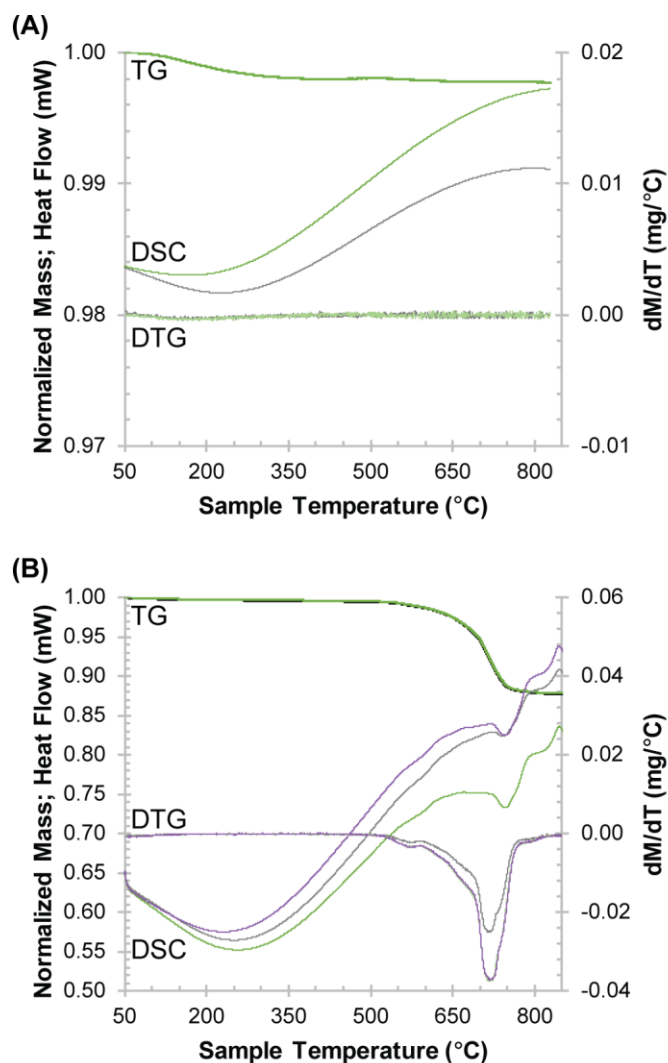 (A)
1.00
0.02
TG
0.99
0.01
DSC
0.98
0.00
DTG
0.97
-0.01
50 200 350 500 650 800
Normalized Mass; Heat Flow (mW)
dM/dT (mg/°C)
Sample Temperature (°C)
(B)
1.00
0.06
TG
0.95
0.90
0.04
0.85
0.80
0.02
0.75
DTG
0.70
0.00
0.65
0.60
-0.02
DSC
0.55
0.50
-0.04
50 200 350 500 650 800
Normalized Mass; Heat Flow (mW)
dM/dT (mg/°C)
Sample Temperature (°C)